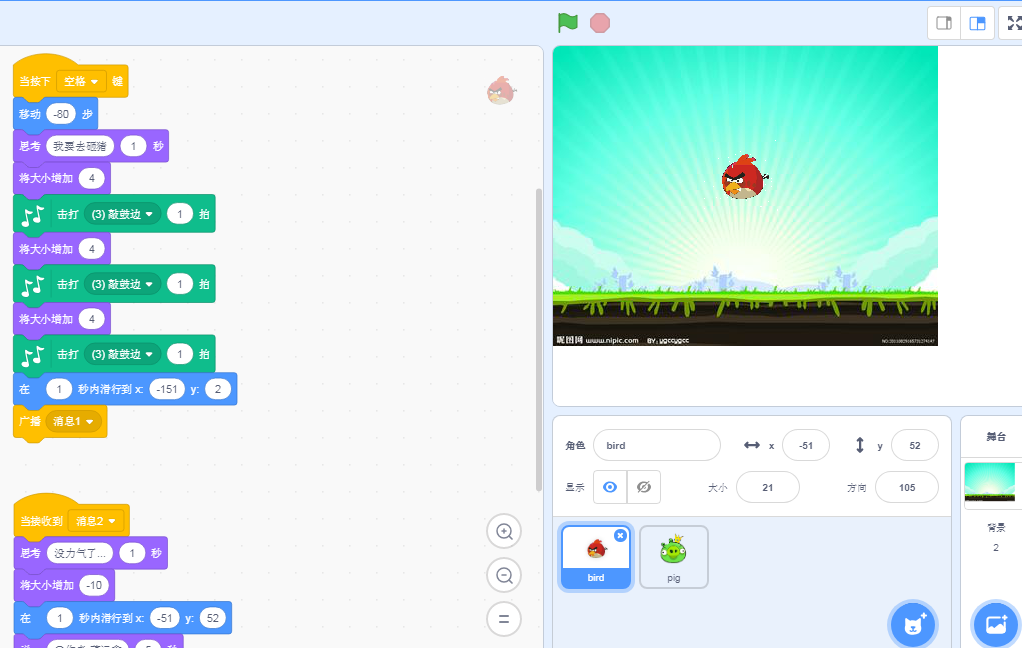 当按下 空格 键
移动 -80 步
思考 我要去砸猪 1 秒
将大小增加 4
击打 (3) 敲鼓边 1 拍
将大小增加 4
击打 (3) 敲鼓边 1 拍
将大小增加 4
击打 (3) 敲鼓边 1 拍
在 1 秒内滑行到 x: -151 y: 2
广播 消息1
当接收到 消息2
思考 没力气了... 1 秒
将大小增加 -10
在 1 秒内滑行到 x: -51 y: 52
昵图网 www.nipic.com BY: ygccygcc
角色 bird x -51 y 52
显示 大小 21 方向 105
bird
pig
舞台
背景
2